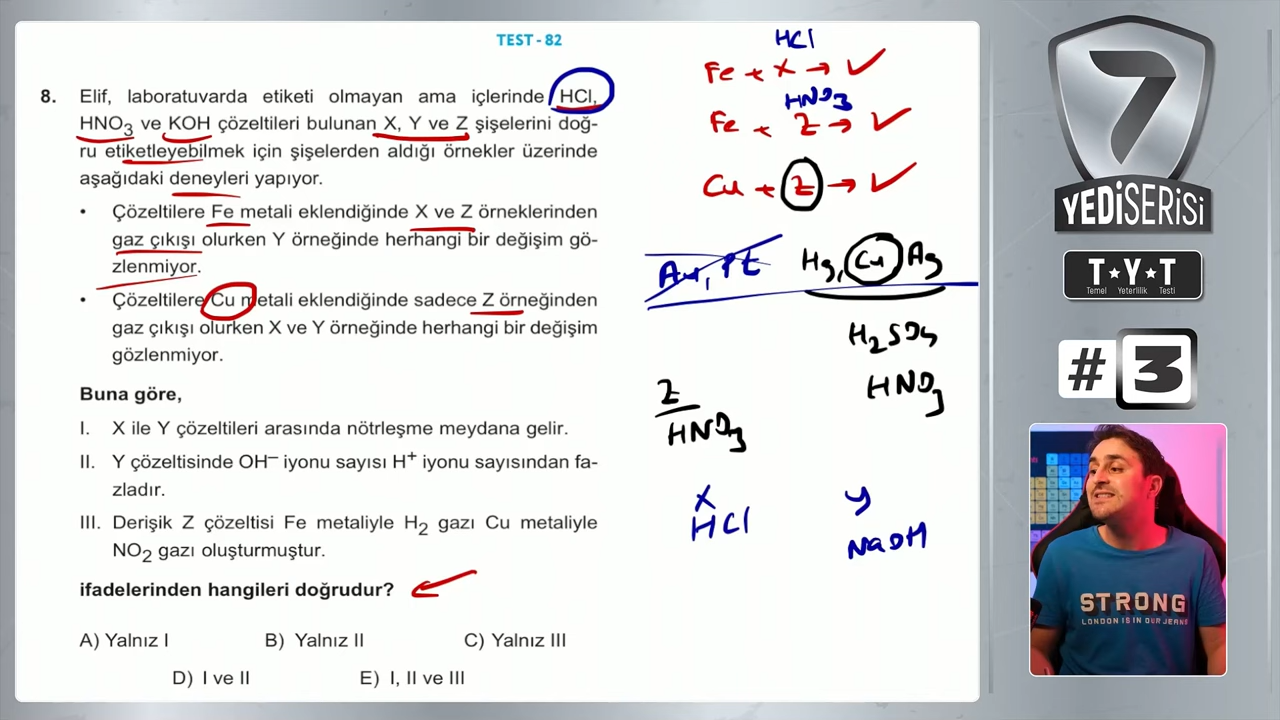 TEST - 82
8. Elif, laboratuvarda etiketi olmayan ama içlerinde HCl,
HNO3 ve KOH çözeltileri bulunan X, Y ve Z şişelerini doğ-
ru etiketleyebilmek için şişelerden aldığı örnekler üzerinde
aşağıdaki deneyleri yapıyor.
• Çözeltilere Fe metali eklendiğinde X ve Z örneklerinden
gaz çıkışı olurken Y örneğinde herhangi bir değişim gö-
zlenmiyor.
• Çözeltilere Cu metali eklendiğinde sadece Z örneğinden
gaz çıkışı olurken X ve Y örneğinde herhangi bir değişim
gözlenmiyor.
Buna göre,
I. X ile Y çözeltileri arasında nötrleşme meydana gelir.
II. Y çözeltisinde OH– iyonu sayısı H+ iyonu sayısından fa-
zladır.
III. Derişik Z çözeltisi Fe metaliyle H2 gazı Cu metaliyle
NO2 gazı oluşturmuştur.
ifadelerinden hangileri doğrudur?
A) Yalnız I B) Yalnız II C) Yalnız III
D) I ve II E) I, II ve III
HCl
Fe + X → ✓
HNO3
Fe + Z → ✓
Cu + Z → ✓
Au, Pt Hg, Cu Ag
H2SO4
HNO3
Z
HNO3
X y
HCl NaOH
7
YEDİSERİSİ
T★Y★T
Temel Yeterlilik Testi
# 3
STRONG
LONDON IS IN OUR JEANS